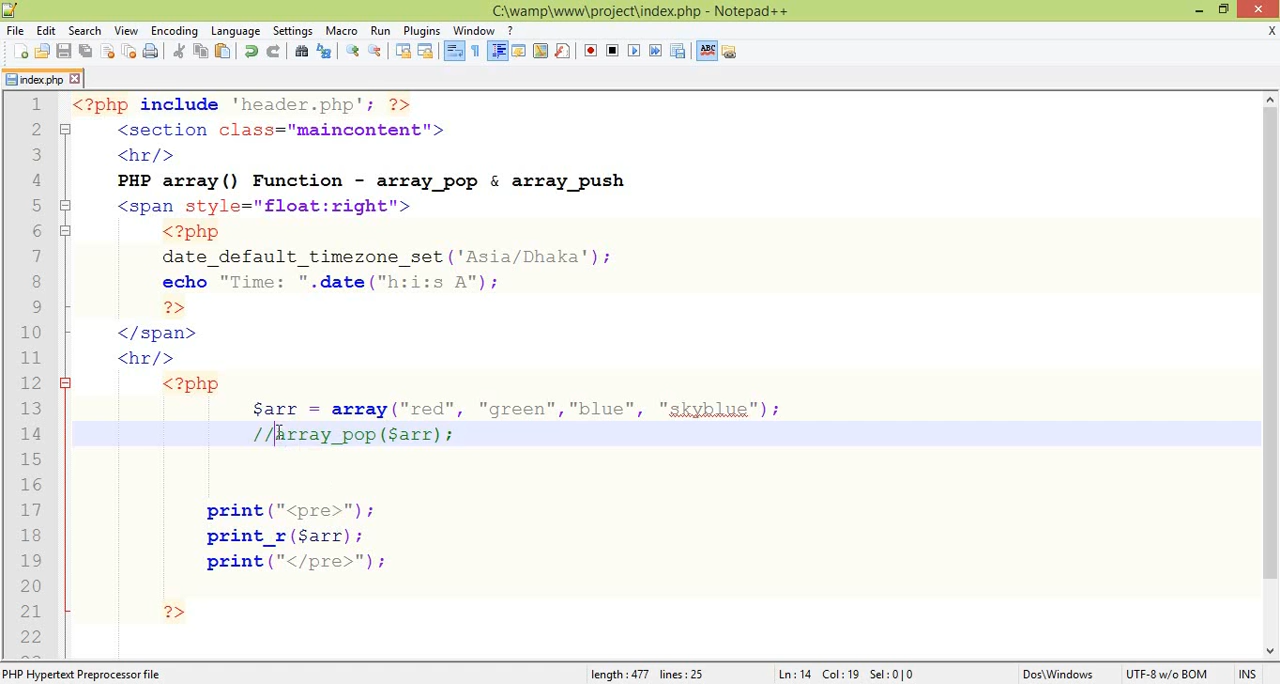 C:\wamp\www\project\index.php - Notepad++
File Edit Search View Encoding Language Settings Macro Run Plugins Window ? X
ABC
index.php
1 <?php include 'header.php'; ?>
2 <section class="maincontent">
3 <hr/>
4 PHP array() Function - array_pop & array_push
5 <span style="float:right">
6 <?php
7 date_default_timezone_set('Asia/Dhaka');
8 echo "Time: ".date("h:i:s A");
9 ?>
10 </span>
11 <hr/>
12 <?php
13 $arr = array("red", "green","blue", "skyblue");
14 //array_pop($arr);
15
16
17 print("<pre>");
18 print_r($arr);
19 print("</pre>");
20
21 ?>
22
PHP Hypertext Preprocessor file length : 477 lines : 25 Ln : 14 Col : 19 Sel : 0 | 0 Dos\Windows UTF-8 w/o BOM INS